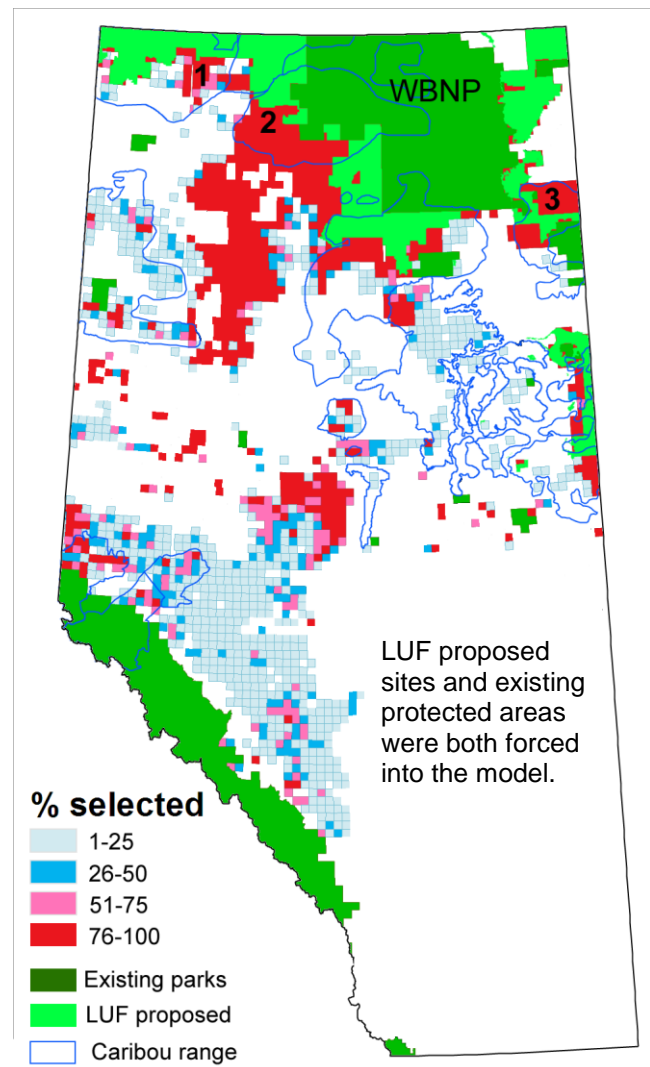 1
WBNP
2
3
LUF proposed
sites and existing
protected areas
were both forced
into the model.
% selected
1-25
26-50
51-75
76-100
Existing parks
LUF proposed
Caribou range